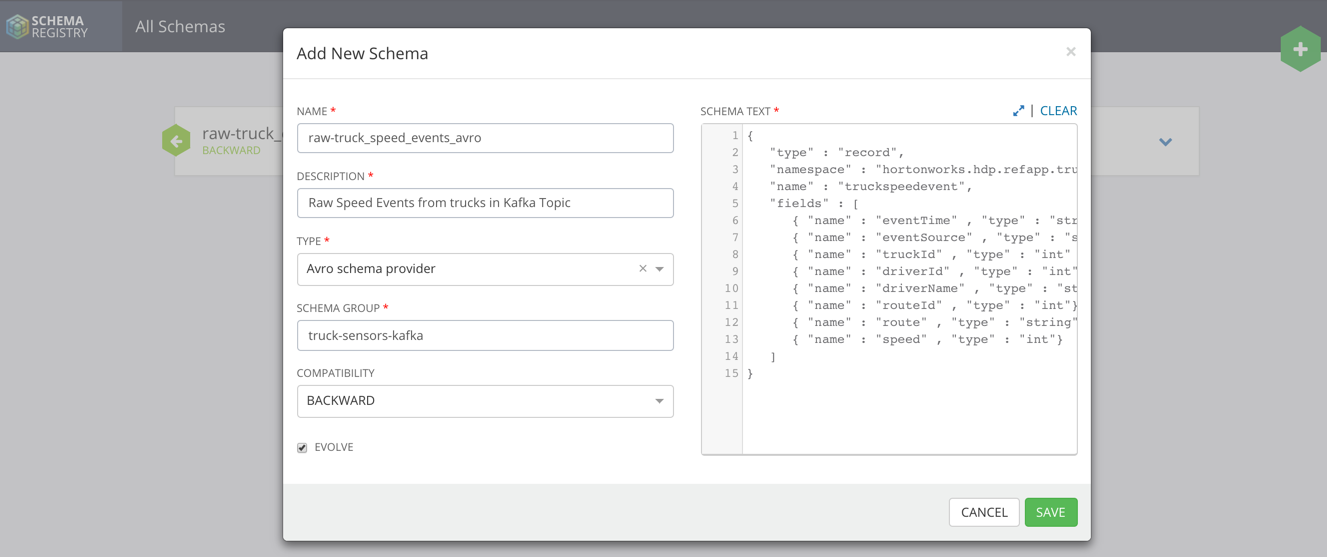 SCHEMA
REGISTRY
All Schemas
Add New Schema
×
NAME *
raw-truck_speed_events_avro
DESCRIPTION *
Raw Speed Events from trucks in Kafka Topic
TYPE *
Avro schema provider
×
SCHEMA GROUP *
truck-sensors-kafka
COMPATIBILITY
BACKWARD
EVOLVE
SCHEMA TEXT *
| CLEAR
1 {
2 "type" : "record",
3 "namespace" : "hortonworks.hdp.refapp.tru
4 "name" : "truckspeedevent",
5 "fields" : [
6 { "name" : "eventTime" , "type" : "str
7 { "name" : "eventSource" , "type" : "s
8 { "name" : "truckId" , "type" : "int"
9 { "name" : "driverId" , "type" : "int"
10 { "name" : "driverName" , "type" : "st
11 { "name" : "routeId" , "type" : "int"}
12 { "name" : "route" , "type" : "string"
13 { "name" : "speed" , "type" : "int"}
14 ]
15 }
CANCEL
SAVE
raw-truck_
BACKWARD